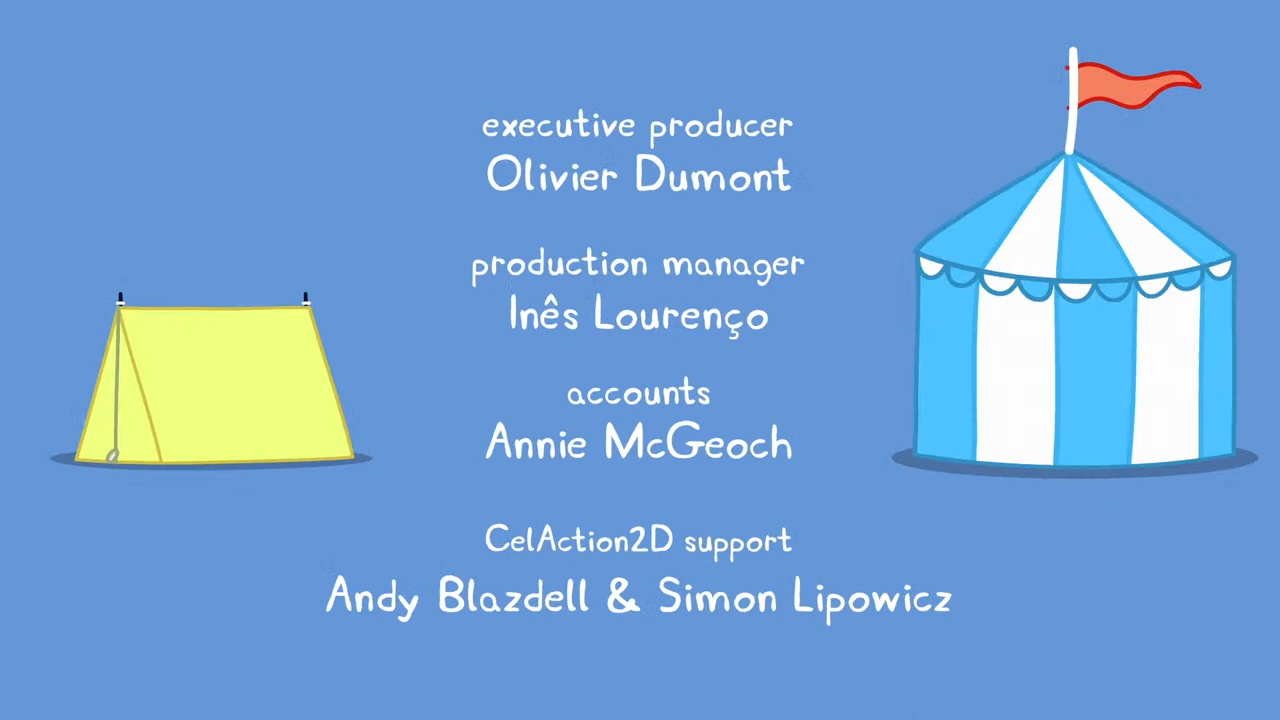 executive producer
Olivier Dumont
production manager
Inês Lourenço
accounts
Annie McGeoch
CelAction2D support
Andy Blazdell & Simon Lipowicz